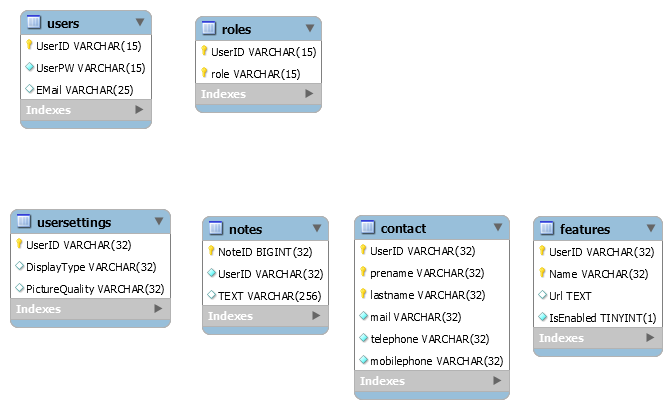 users
UserID VARCHAR(15)
UserPW VARCHAR(15)
EMail VARCHAR(25)
Indexes
roles
UserID VARCHAR(15)
role VARCHAR(15)
Indexes
usersettings
UserID VARCHAR(32)
DisplayType VARCHAR(32)
PictureQuality VARCHAR(32)
Indexes
notes
NoteID BIGINT(32)
UserID VARCHAR(32)
TEXT VARCHAR(256)
Indexes
contact
UserID VARCHAR(32)
prename VARCHAR(32)
lastname VARCHAR(32)
mail VARCHAR(32)
telephone VARCHAR(32)
mobilephone VARCHAR(32)
Indexes
features
UserID VARCHAR(32)
Name VARCHAR(32)
Url TEXT
IsEnabled TINYINT(1)
Indexes